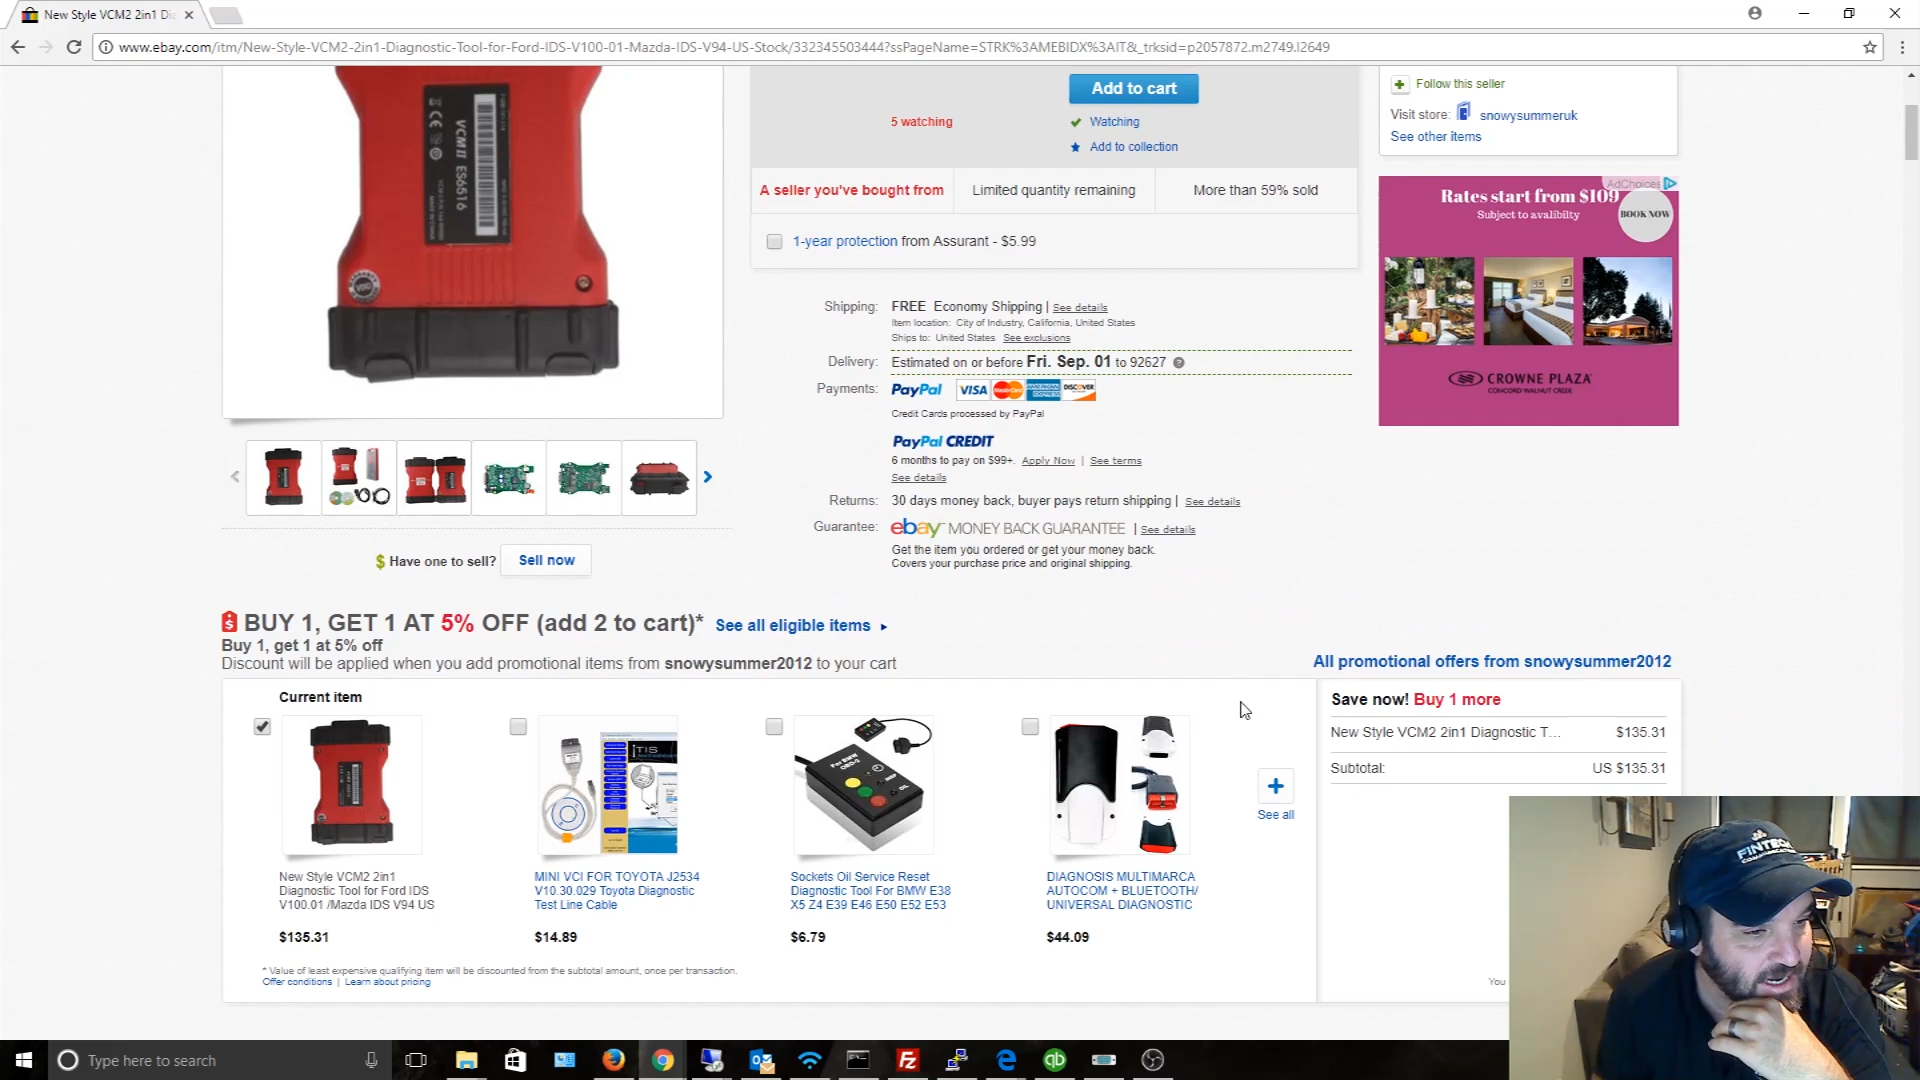 New Style VCM2 2in1 Di
www.ebay.com/itm/New-Style-VCM2-2in1-Diagnostic-Tool-for-Ford-IDS-V100-01-Mazda-IDS-V94-US-Stock/332345503444?ssPageName=STRK%3AMEBIDX%3AIT&_trksid=p2057872.m2749.l2649
VCM II ES6516
CE
Add to cart
5 watching
Watching
Add to collection
A seller you've bought from
Limited quantity remaining
More than 59% sold
1-year protection from Assurant - $5.99
Shipping: FREE Economy Shipping | See details
Item location: City of Industry, California, United States
Ships to: United States See exclusions
Delivery: Estimated on or before Fri. Sep. 01 to 92627
Payments: PayPal VISA MasterCard AMERICAN EXPRESS DISCOVER
Credit Cards processed by PayPal
PayPal CREDIT
6 months to pay on $99+. Apply Now | See terms
See details
Returns: 30 days money back, buyer pays return shipping | See details
Guarantee: ebay MONEY BACK GUARANTEE | See details
Get the item you ordered or get your money back.
Covers your purchase price and original shipping.
Follow this seller
Visit store: snowysummeruk
See other items
AdChoices
Rates start from $109
Subject to availibilty
BOOK NOW
CROWNE PLAZA
CONCORD WALNUT CREEK
$ Have one to sell? Sell now
BUY 1, GET 1 AT 5% OFF (add 2 to cart)* See all eligible items
Buy 1, get 1 at 5% off
Discount will be applied when you add promotional items from snowysummer2012 to your cart
All promotional offers from snowysummer2012
Current item
New Style VCM2 2in1
Diagnostic Tool for Ford IDS
V100.01 /Mazda IDS V94 US
$135.31
MINI VCI FOR TOYOTA J2534
V10.30.029 Toyota Diagnostic
Test Line Cable
$14.89
Sockets Oil Service Reset
Diagnostic Tool For BMW E38
X5 Z4 E39 E46 E50 E52 E53
$6.79
DIAGNOSIS MULTIMARCA
AUTOCOM + BLUETOOTH/
UNIVERSAL DIAGNOSTIC
$44.09
See all
Save now! Buy 1 more
New Style VCM2 2in1 Diagnostic T... $135.31
Subtotal: US $135.31
You
* Value of least expensive qualifying item will be discounted from the subtotal amount, once per transaction.
Offer conditions | Learn about pricing
FINTECH
Type here to search